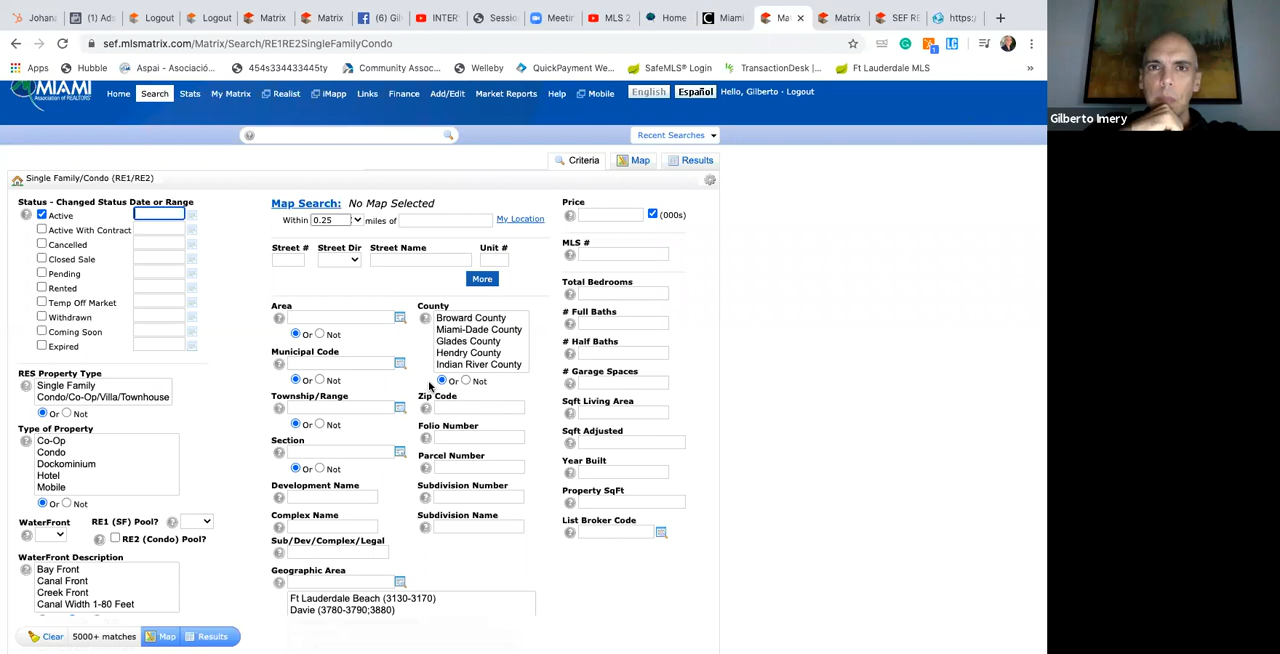 Johana
(1) Ads
Logout
Logout
Matrix
Matrix
(6) Gil
INTER
Sessio
Meetin
MLS 2
Home
Miami
Mat
Matrix
SEF RE
https:/
sef.mlsmatrix.com/Matrix/Search/RE1RE2SingleFamilyCondo
Apps
Hubble
Aspai - Asociació...
454s334433445ty
Community Assoc...
Welleby
QuickPayment We...
SafeMLS® Login
TransactionDesk |...
Ft Lauderdale MLS
»
MIAMI
Association of REALTORS®
Home
Search
Stats
My Matrix
Realist
iMapp
Links
Finance
Add/Edit
Market Reports
Help
Mobile
English
Español
Hello, Gilberto · Logout
Recent Searches
Criteria
Map
Results
Single Family/Condo (RE1/RE2)
Status - Changed Status Date or Range
Active
Active With Contract
Cancelled
Closed Sale
Pending
Rented
Temp Off Market
Withdrawn
Coming Soon
Expired
RES Property Type
Single Family
Condo/Co-Op/Villa/Townhouse
Or Not
Type of Property
Co-Op
Condo
Dockominium
Hotel
Mobile
Or Not
WaterFront
RE1 (SF) Pool?
RE2 (Condo) Pool?
WaterFront Description
Bay Front
Canal Front
Creek Front
Canal Width 1-80 Feet
Map Search: No Map Selected
Within 0.25 miles of
My Location
Street #
Street Dir
Street Name
Unit #
More
Area
Or Not
Municipal Code
Or Not
Township/Range
Or Not
Section
Or Not
Development Name
Complex Name
Sub/Dev/Complex/Legal
Geographic Area
Ft Lauderdale Beach (3130-3170)
Davie (3780-3790;3880)
County
Broward County
Miami-Dade County
Glades County
Hendry County
Indian River County
Or Not
Zip Code
Folio Number
Parcel Number
Subdivision Number
Subdivision Name
Price
(000s)
MLS #
Total Bedrooms
# Full Baths
# Half Baths
# Garage Spaces
Sqft Living Area
Sqft Adjusted
Year Built
Property SqFt
List Broker Code
Clear
5000+ matches
Map
Results
Gilberto Imery